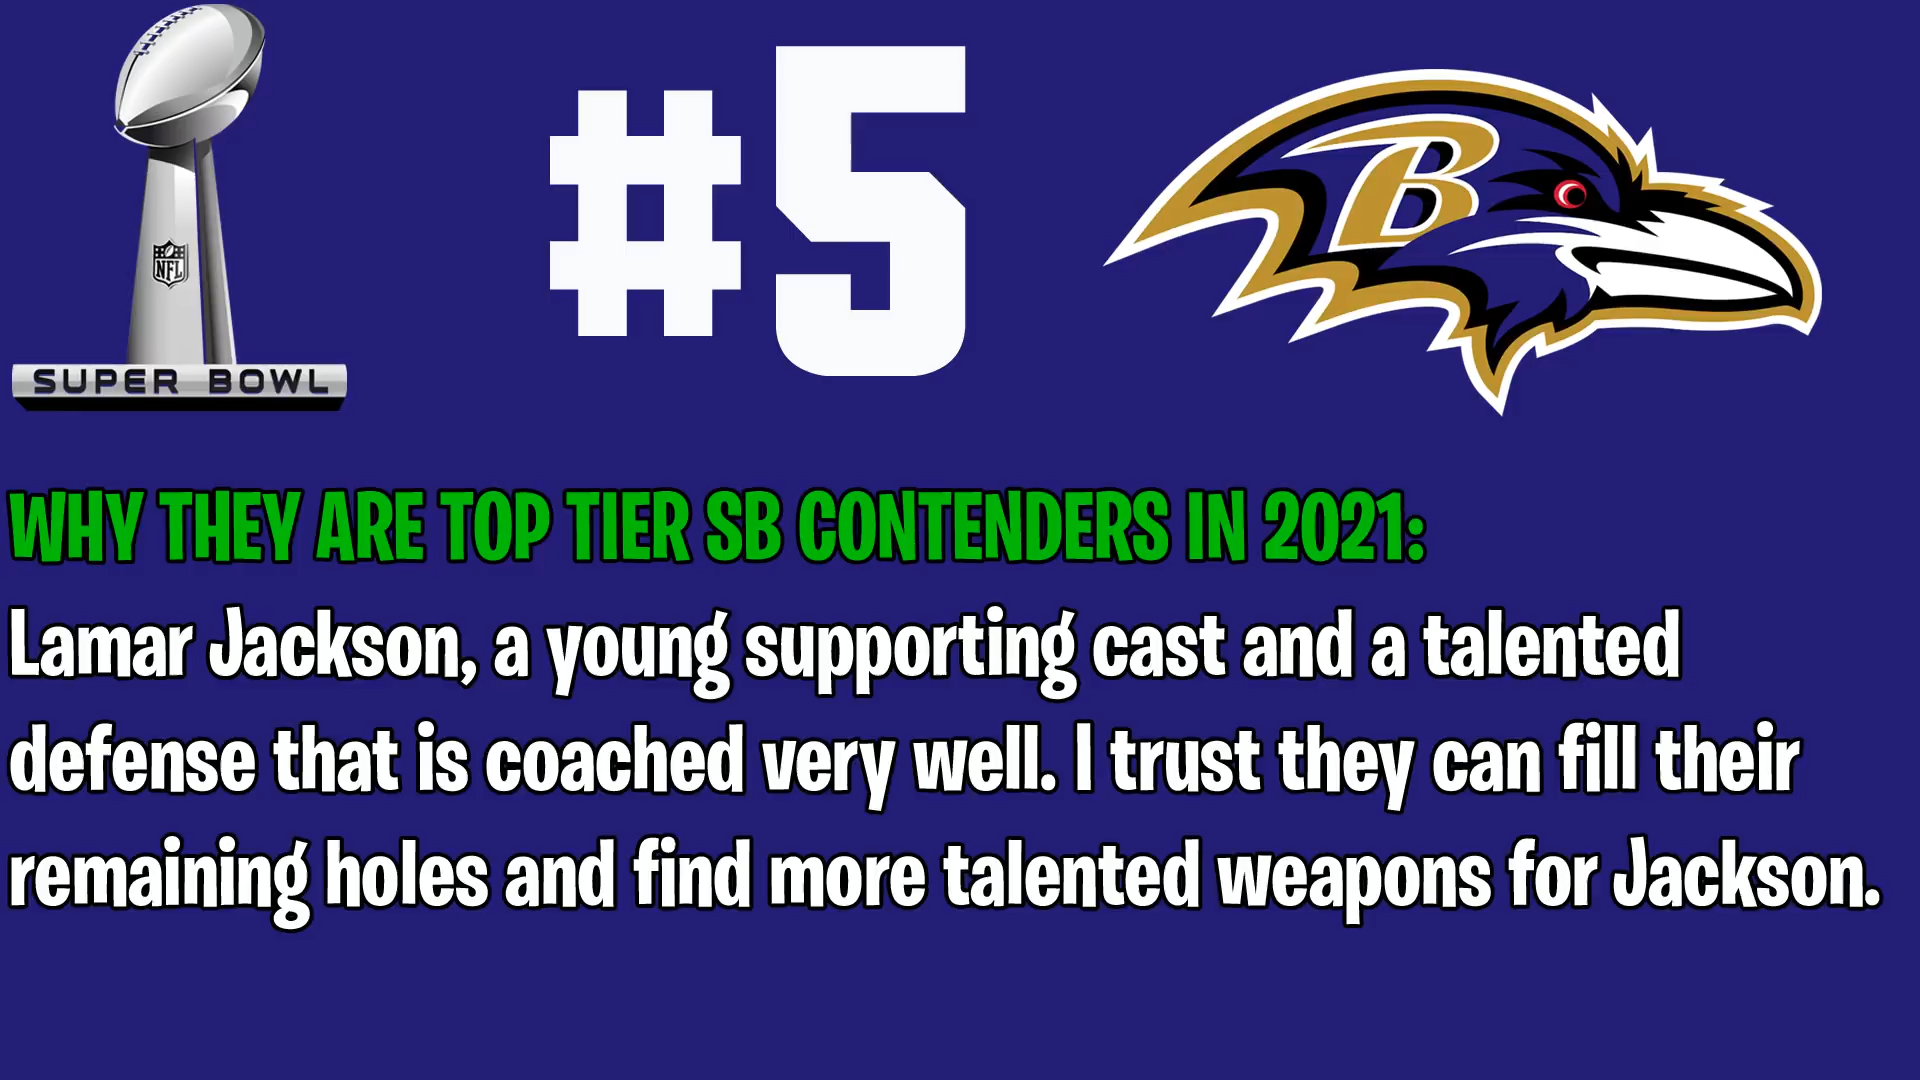 NFL
SUPER BOWL
#5
B
WHY THEY ARE TOP TIER SB CONTENDERS IN 2021:
Lamar Jackson, a young supporting cast and a talented
defense that is coached very well. I trust they can fill their
remaining holes and find more talented weapons for Jackson.